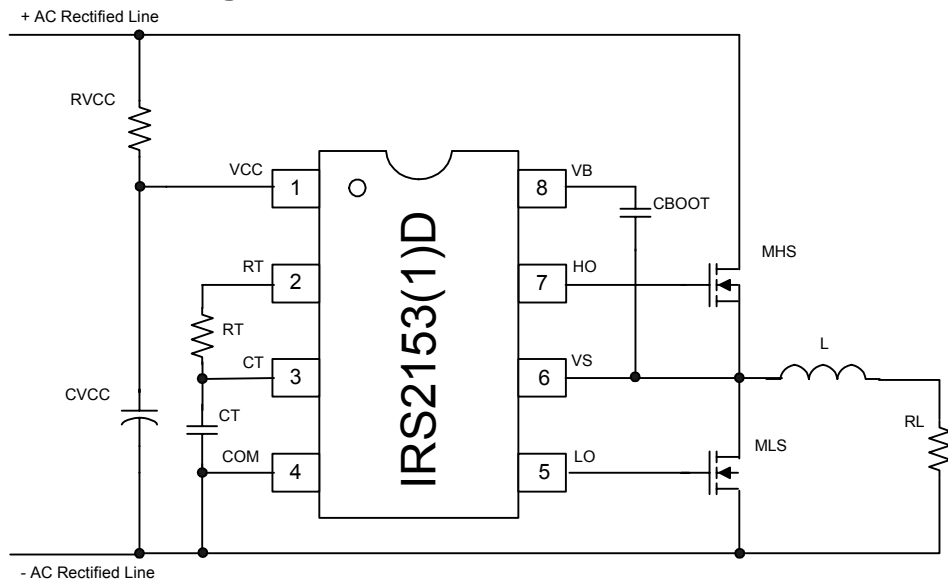 + AC Rectified Line
RVCC
VCC
1
8
VB
CBOOT
MHS
RT
2
7
HO
RT
IRS2153(1)D
CT
3
6
VS
L
CVCC
CT
RL
MLS
COM
4
5
LO
- AC Rectified Line